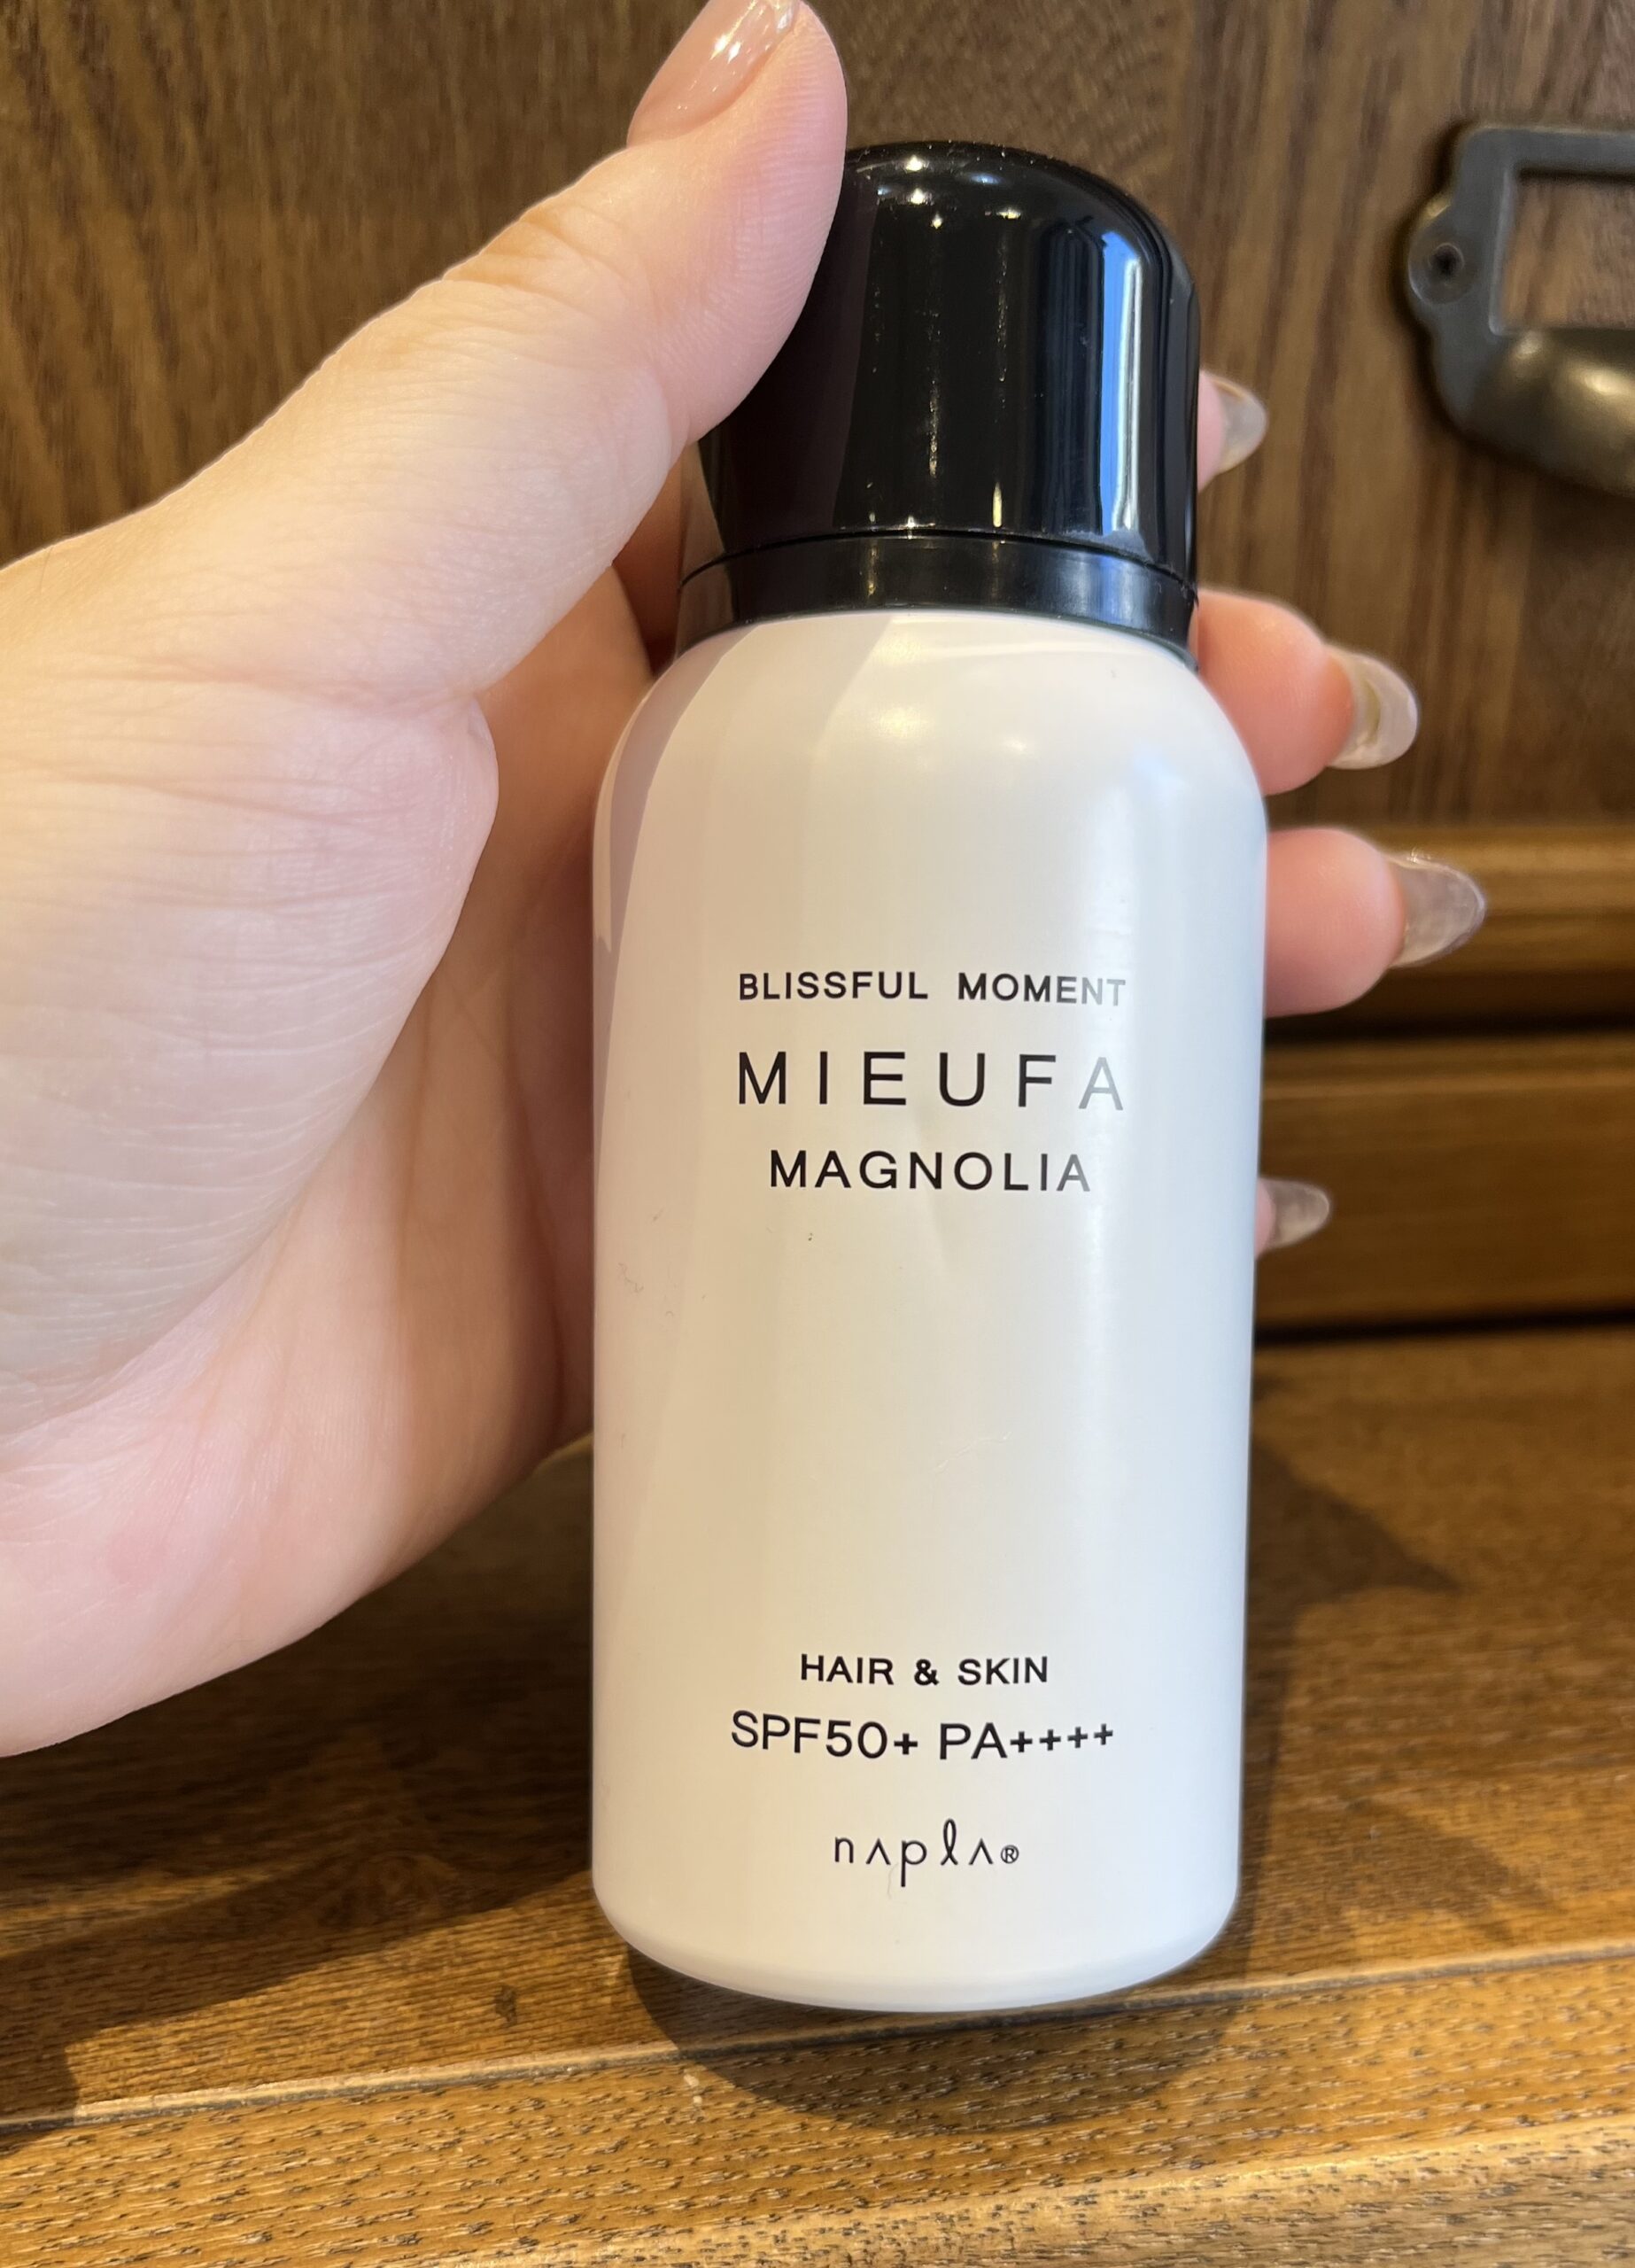 BLISSFUL MOMENT
MIEUFA
MAGNOLIA
HAIR & SKIN
SPF50+ PA++++
napla®